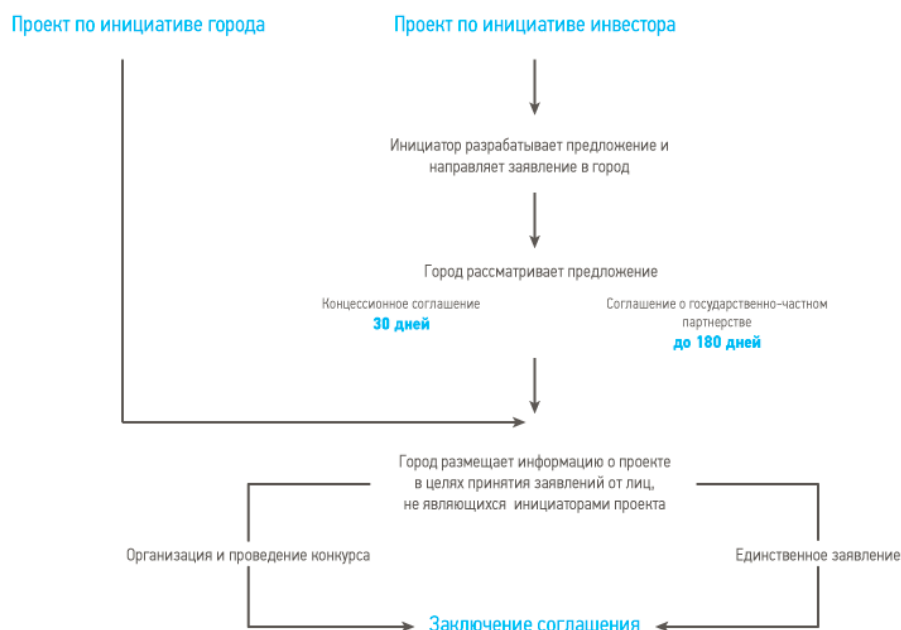 Проект по инициативе города
Проект по инициативе инвестора
Инициатор разрабатывает предложение и
направляет заявление в город
Город рассматривает предложение
Концессионное соглашение
30 дней
Соглашение о государственно-частном
партнерстве
до 180 дней
Город размещает информацию о проекте
в целях принятия заявлений от лиц,
не являющихся инициаторами проекта
Организация и проведение конкурса
Единственное заявление
Заключение соглашения